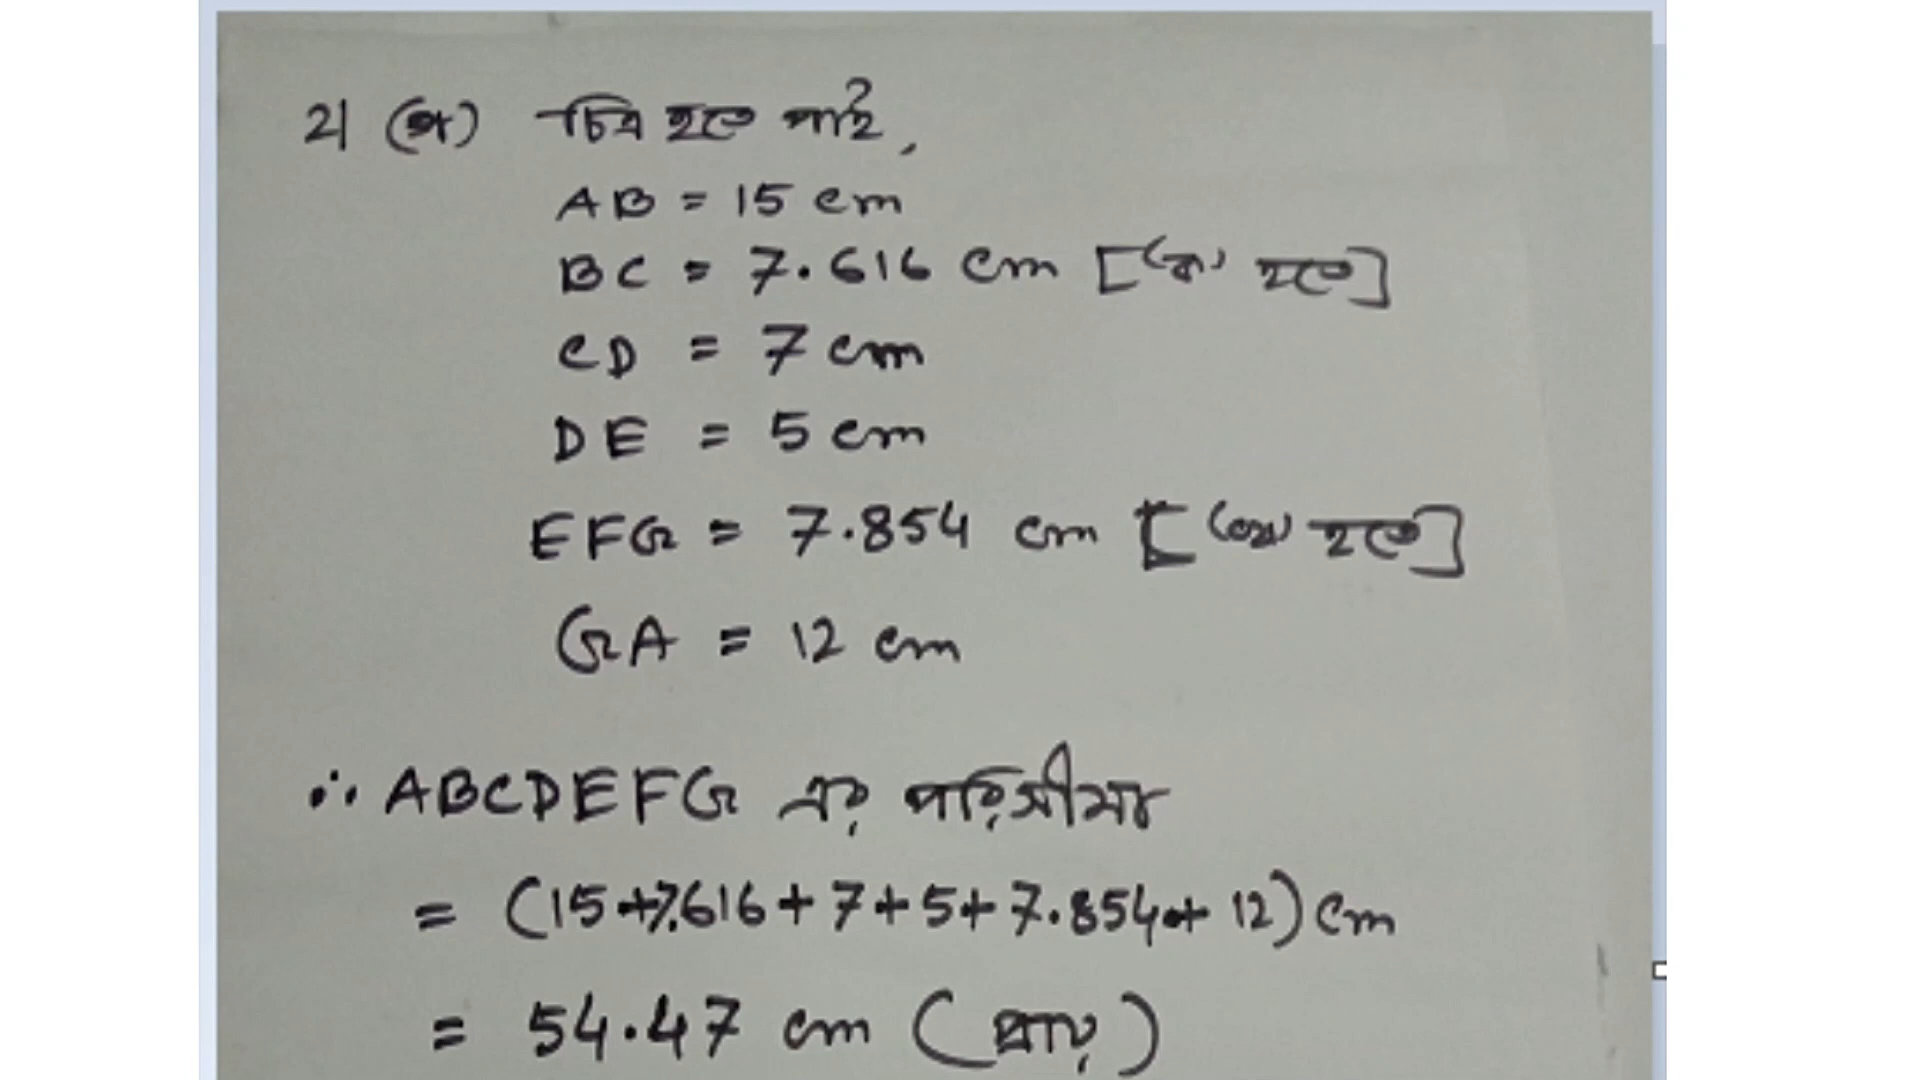 ২। (গ) চিত্র হতে পাই,
AB = 15 cm
BC = 7.616 cm [(ক) হতে]
CD = 7 cm
DE = 5 cm
EFG = 7.854 cm [(খ) হতে]
GA = 12 cm
∴ ABCDEFG এর পরিসীমা
= (15+7.616+7+5+7.854+12) cm
= 54.47 cm (প্রায়)